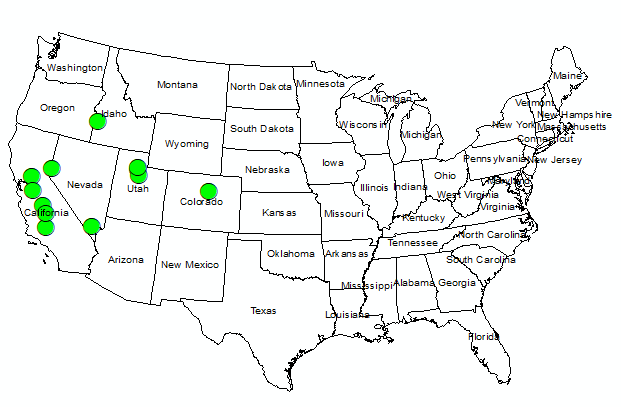 Washington
Montana
North Dakota
Minnesota
Maine
Oregon
Idaho
South Dakota
Wisconsin
Michigan
Michigan
Vermont
New Hampshire
New York
Massachusetts
Connecticut
Wyoming
Iowa
Nebraska
Pennsylvania
New Jersey
Nevada
Utah
Colorado
Illinois
Indiana
Ohio
Maryland
West Virginia
Virginia
California
Kansas
Missouri
Kentucky
Arizona
New Mexico
Oklahoma
Arkansas
Tennessee
North Carolina
South Carolina
Texas
Mississippi
Alabama
Georgia
Louisiana
Florida